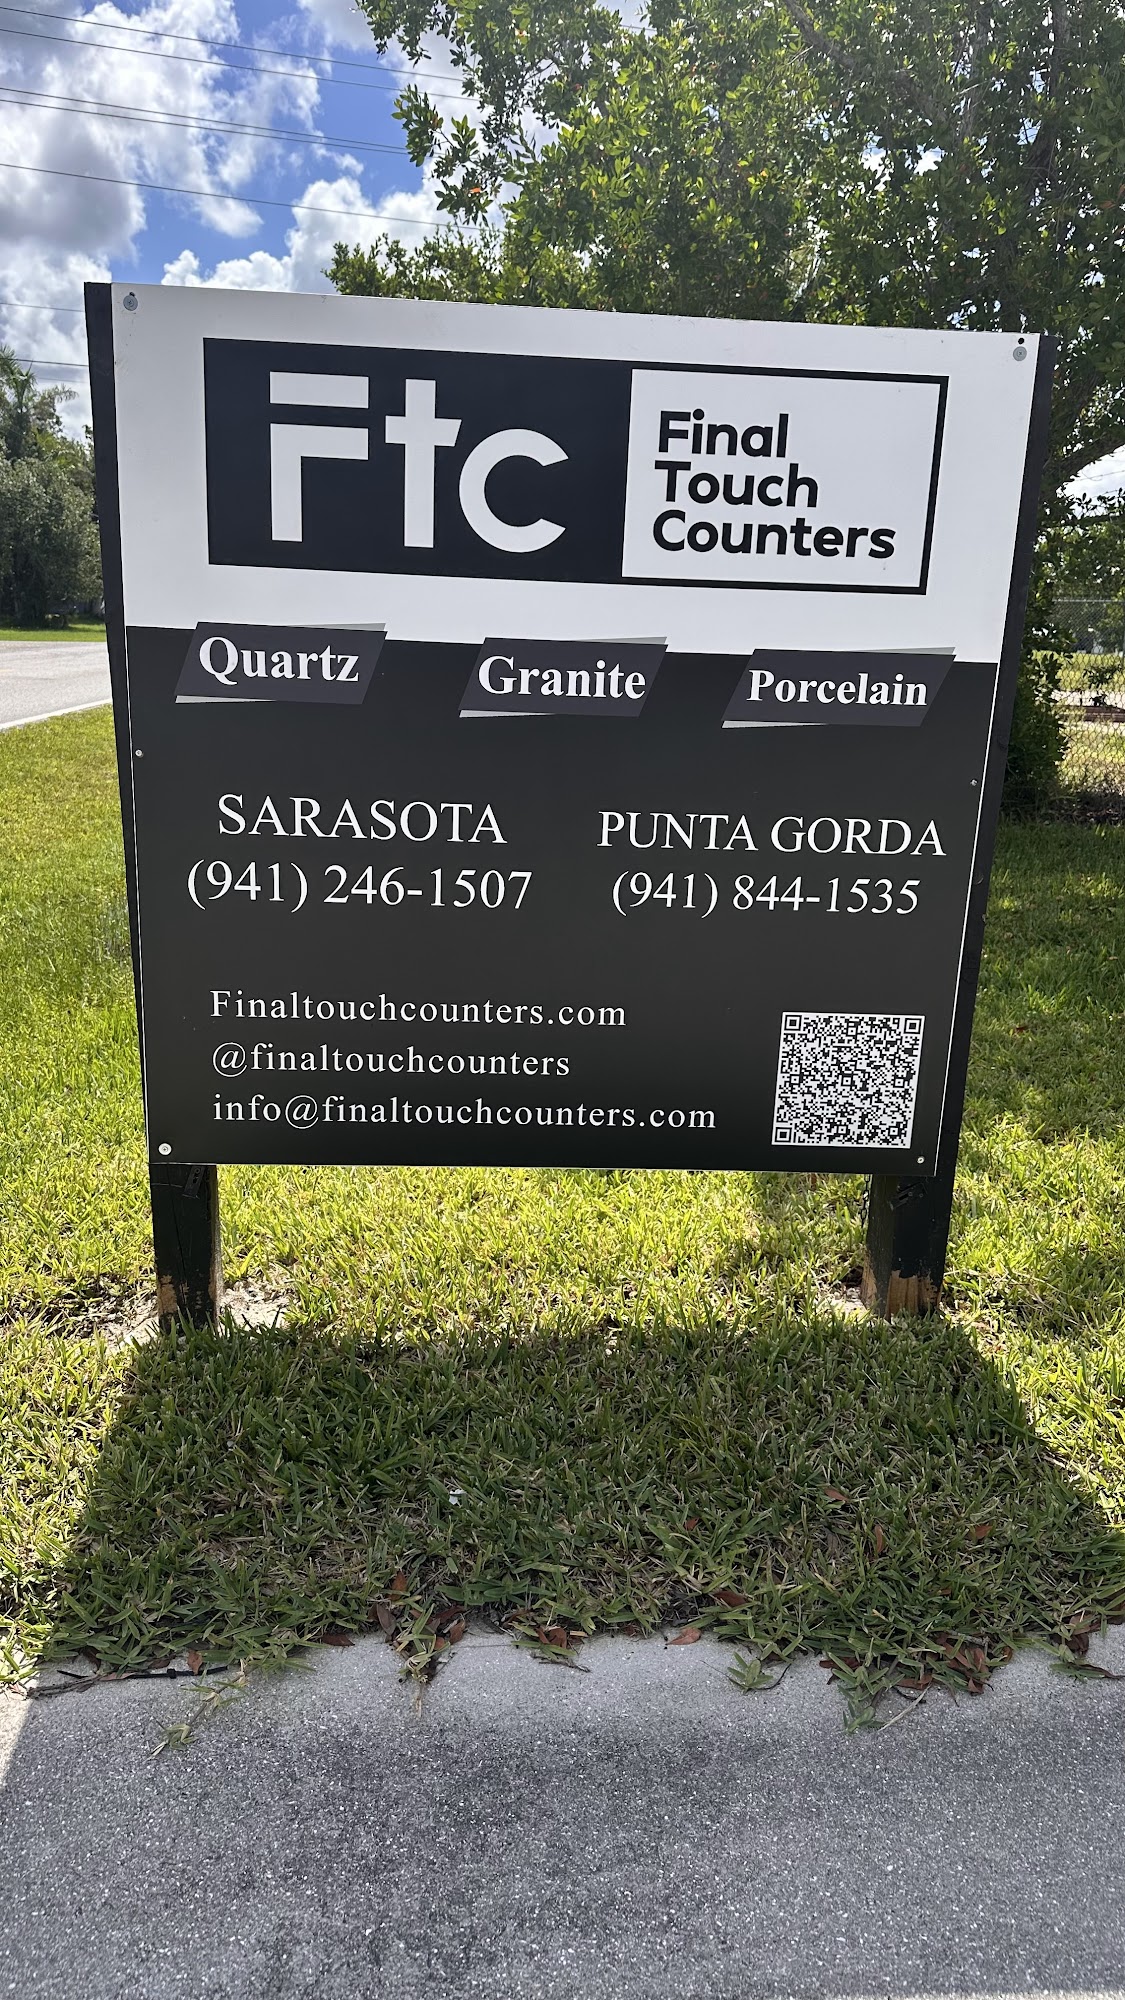 Ftc
Final
Touch
Counters
Quartz
Granite
Porcelain
SARASOTA
(941) 246-1507
PUNTA GORDA
(941) 844-1535
Finaltouchcounters.com
@finaltouchcounters
info@finaltouchcounters.com